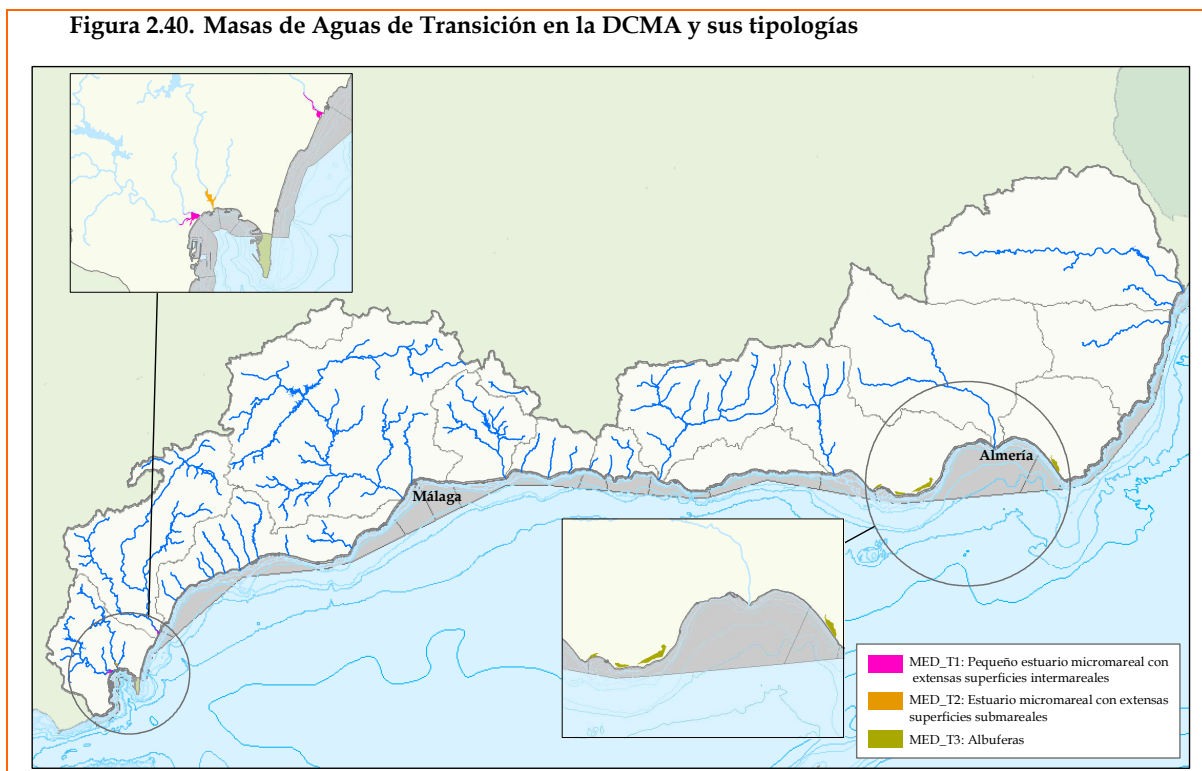 Figura 2.40. Masas de Aguas de Transición en la DCMA y sus tipologías
Almería
Málaga
MED_T1: Pequeño estuario micromareal con
extensas superficies intermareales
MED_T2: Estuario micromareal con extensas
superficies submareales
MED_T3: Albuferas